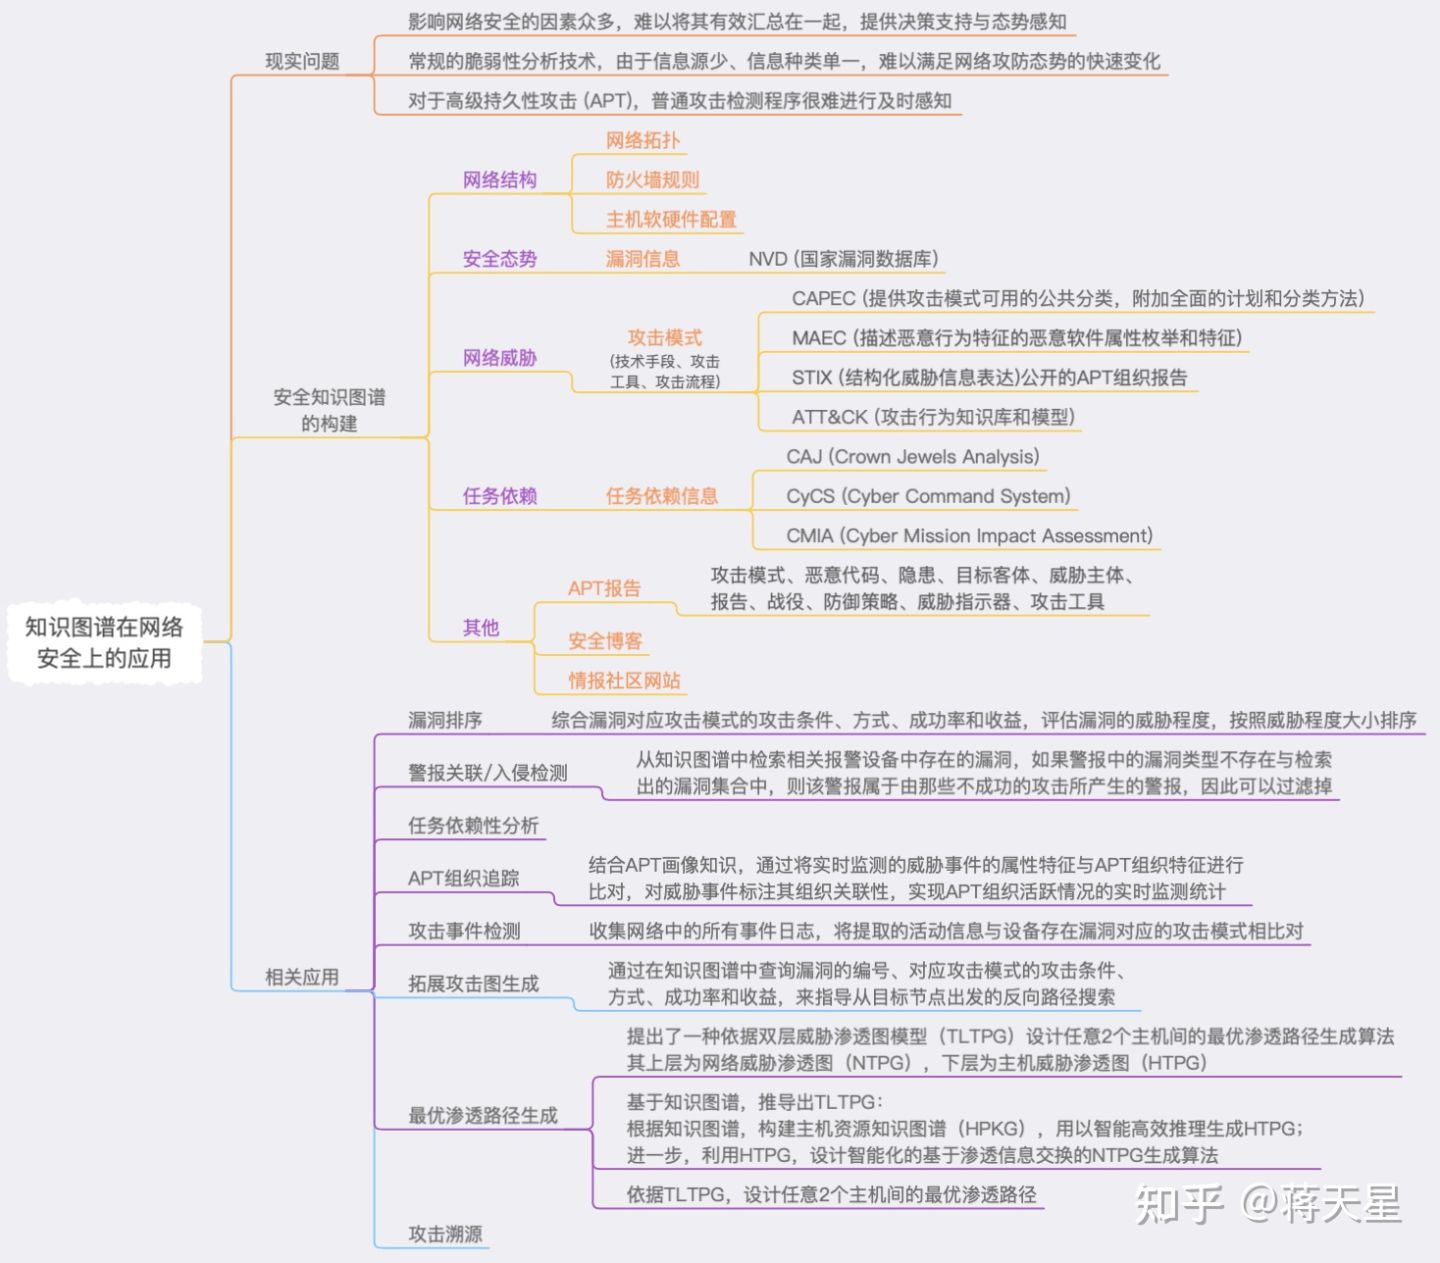 影响网络安全的因素众多，难以将其有效汇总在一起，提供决策支持与态势感知
现实问题
常规的脆弱性分析技术，由于信息源少、信息种类单一，难以满足网络攻防态势的快速变化
对于高级持久性攻击 (APT)，普通攻击检测程序很难进行及时感知
网络拓扑
网络结构
防火墙规则
主机软硬件配置
安全态势
漏洞信息
NVD (国家漏洞数据库)
CAPEC (提供攻击模式可用的公共分类，附加全面的计划和分类方法)
攻击模式
MAEC (描述恶意行为特征的恶意软件属性枚举和特征)
网络威胁
(技术手段、攻击
工具、攻击流程)
STIX (结构化威胁信息表达)公开的APT组织报告
安全知识图谱
的构建
ATT&CK (攻击行为知识库和模型)
CAJ (Crown Jewels Analysis)
任务依赖
任务依赖信息
CyCS (Cyber Command System)
CMIA (Cyber Mission Impact Assessment)
APT报告
攻击模式、恶意代码、隐患、目标客体、威胁主体、
报告、战役、防御策略、威胁指示器、攻击工具
其他
安全博客
情报社区网站
知识图谱在网络
安全上的应用
漏洞排序
综合漏洞对应攻击模式的攻击条件、方式、成功率和收益，评估漏洞的威胁程度，按照威胁程度大小排序
警报关联/入侵检测
从知识图谱中检索相关报警设备中存在的漏洞，如果警报中的漏洞类型不存在与检索
出的漏洞集合中，则该警报属于由那些不成功的攻击所产生的警报，因此可以过滤掉
任务依赖性分析
APT组织追踪
结合APT画像知识，通过将实时监测的威胁事件的属性特征与APT组织特征进行
比对，对威胁事件标注其组织关联性，实现APT组织活跃情况的实时监测统计
攻击事件检测
收集网络中的所有事件日志，将提取的活动信息与设备存在漏洞对应的攻击模式相比对
相关应用
拓展攻击图生成
通过在知识图谱中查询漏洞的编号、对应攻击模式的攻击条件、
方式、成功率和收益，来指导从目标节点出发的反向路径搜索
提出了一种依据双层威胁渗透图模型（TLTPG）设计任意2个主机间的最优渗透路径生成算法
其上层为网络威胁渗透图（NTPG），下层为主机威胁渗透图（HTPG）
最优渗透路径生成
基于知识图谱，推导出TLTPG：
根据知识图谱，构建主机资源知识图谱（HPKG），用以智能高效推理生成HTPG；
进一步，利用HTPG，设计智能化的基于渗透信息交换的NTPG生成算法
依据TLTPG，设计任意2个主机间的最优渗透路径
攻击溯源
知乎 @蒋天星